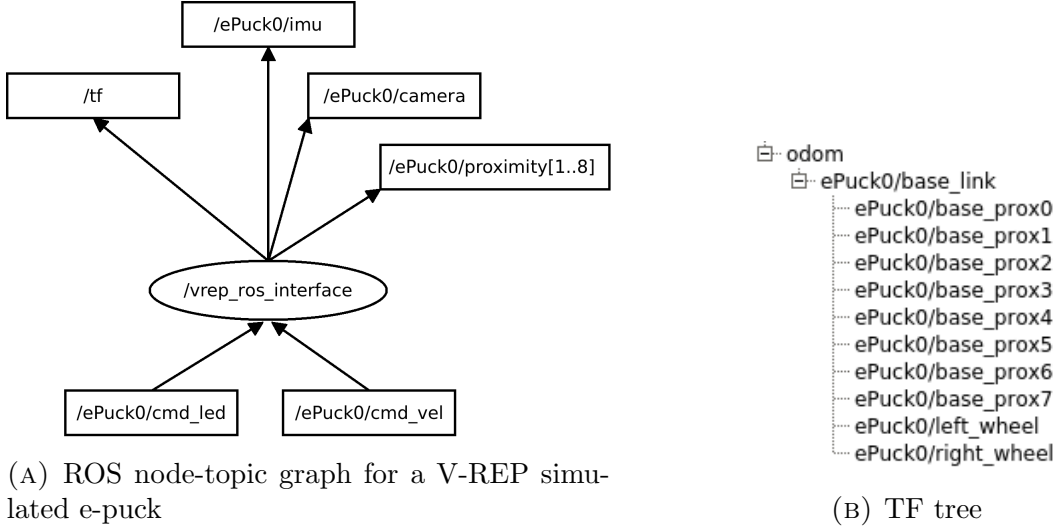 /ePuck0/imu
/tf
/ePuck0/camera
/ePuck0/proximity[1..8]
/vrep_ros_interface
/ePuck0/cmd_led
/ePuck0/cmd_vel
(A) ROS node-topic graph for a V-REP simu-
lated e-puck
odom
ePuck0/base_link
ePuck0/base_prox0
ePuck0/base_prox1
ePuck0/base_prox2
ePuck0/base_prox3
ePuck0/base_prox4
ePuck0/base_prox5
ePuck0/base_prox6
ePuck0/base_prox7
ePuck0/left_wheel
ePuck0/right_wheel
(B) TF tree